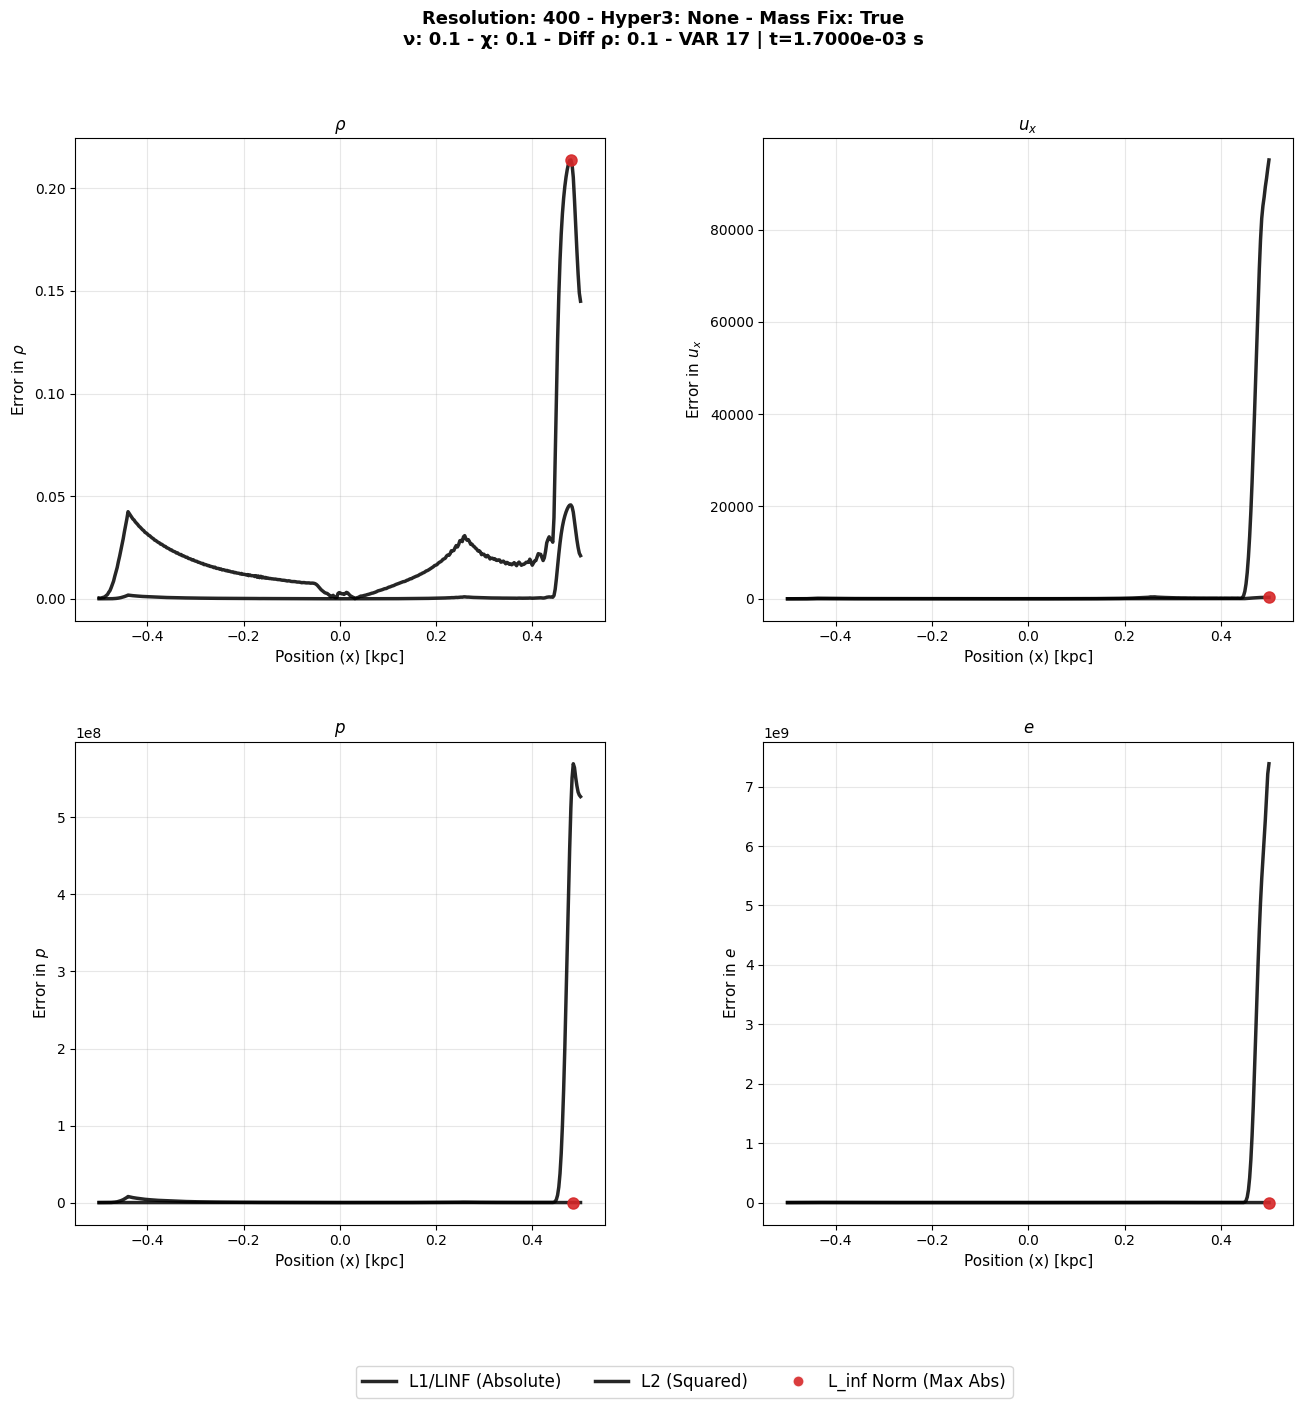 Resolution: 400 - Hyper3: None - Mass Fix: True
ν: 0.1 - χ: 0.1 - Diff ρ: 0.1 - VAR 17 | t=1.7000e-03 s
ρ
0.20
0.15
0.10
0.05
0.00
Error in ρ
−0.4 −0.2 0.0 0.2 0.4
Position (x) [kpc]
u_x
80000
60000
40000
20000
0
Error in u_x
−0.4 −0.2 0.0 0.2 0.4
Position (x) [kpc]
p
1e8
5
4
3
2
1
0
Error in p
−0.4 −0.2 0.0 0.2 0.4
Position (x) [kpc]
e
1e9
7
6
5
4
3
2
1
0
Error in e
−0.4 −0.2 0.0 0.2 0.4
Position (x) [kpc]
L1/LINF (Absolute) L2 (Squared) L_inf Norm (Max Abs)